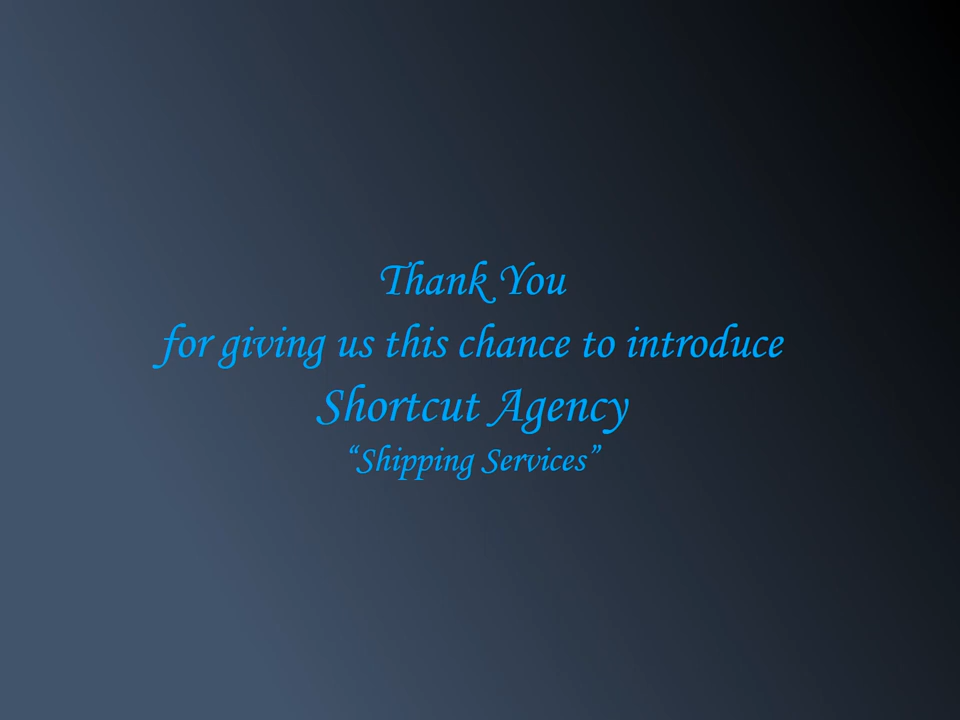 Thank You
for giving us this chance to introduce
Shortcut Agency
“Shipping Services”